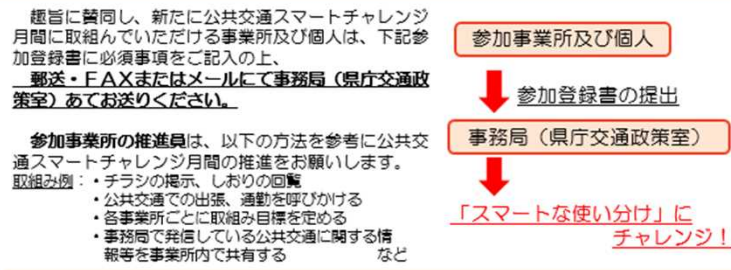 趣旨に賛同し、新たに公共交通スマートチャレンジ
月間に取組んでいただける事業所及び個人は、下記参
加登録書に必須事項をご記入の上、
郵送・ＦＡＸまたはメールにて事務局（県庁交通政
策室）あてお送りください。
参加事業所の推進員は、以下の方法を参考に公共交
通スマートチャレンジ月間の推進をお願いします。
取組み例：・チラシの掲示、しおりの回覧
・公共交通での出張、通勤を呼びかける
・各事業所ごとに取組み目標を定める
・事務局で発信している公共交通に関する情
報等を事業所内で共有する　　　　　など
参加事業所及び個人
参加登録書の提出
事務局（県庁交通政策室）
「スマートな使い分け」に
チャレンジ！